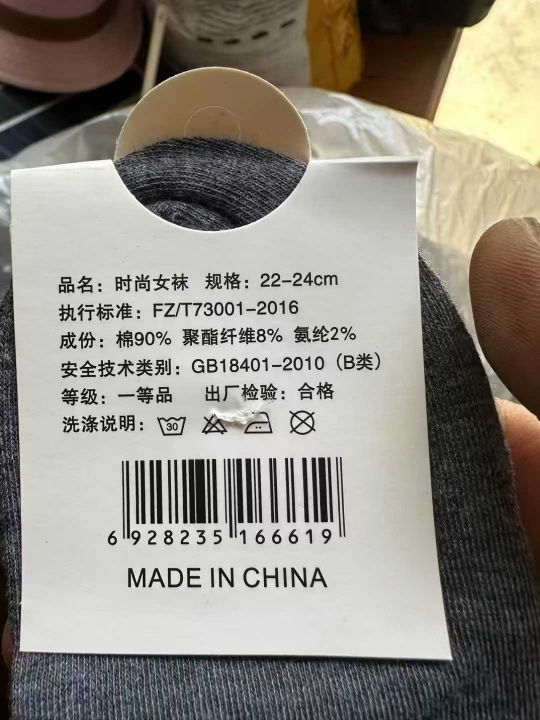 品名：时尚女袜 规格：22-24cm
执行标准：FZ/T73001-2016
成份：棉90% 聚酯纤维8% 氨纶2%
安全技术类别：GB18401-2010（B类）
等级：一等品 出厂检验：合格
洗涤说明：30
6 928235 166619
MADE IN CHINA